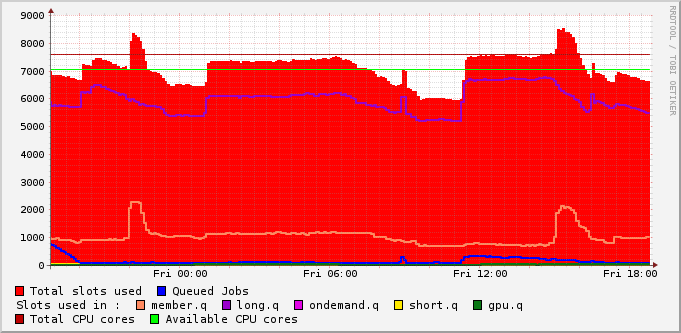 RRDTOOL / TOBI OETIKER
9000
8000
7000
6000
5000
4000
3000
2000
1000
0
Fri 00:00 Fri 06:00 Fri 12:00 Fri 18:00
Total slots used Queued Jobs
Slots used in : member.q long.q ondemand.q short.q gpu.q
Total CPU cores Available CPU cores